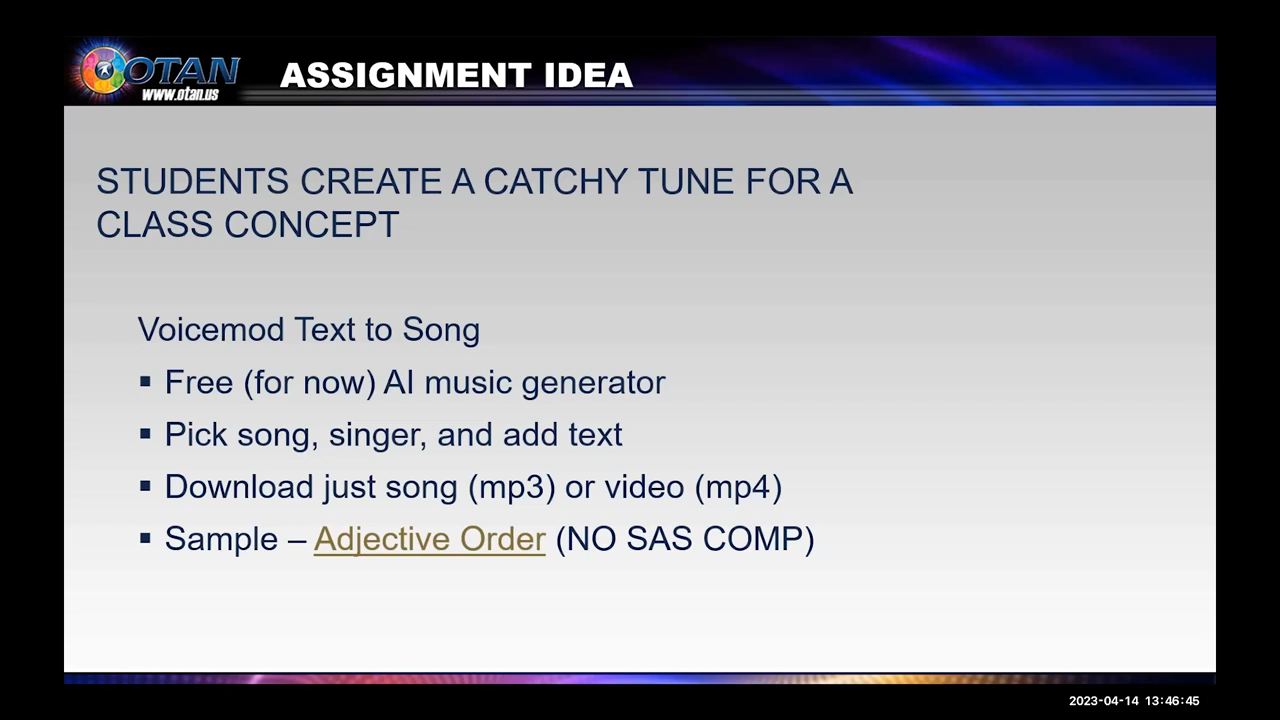 OTAN
www.otan.us
ASSIGNMENT IDEA
STUDENTS CREATE A CATCHY TUNE FOR A
CLASS CONCEPT
Voicemod Text to Song
▪ Free (for now) AI music generator
▪ Pick song, singer, and add text
▪ Download just song (mp3) or video (mp4)
▪ Sample – Adjective Order (NO SAS COMP)
2023-04-14 13:46:45